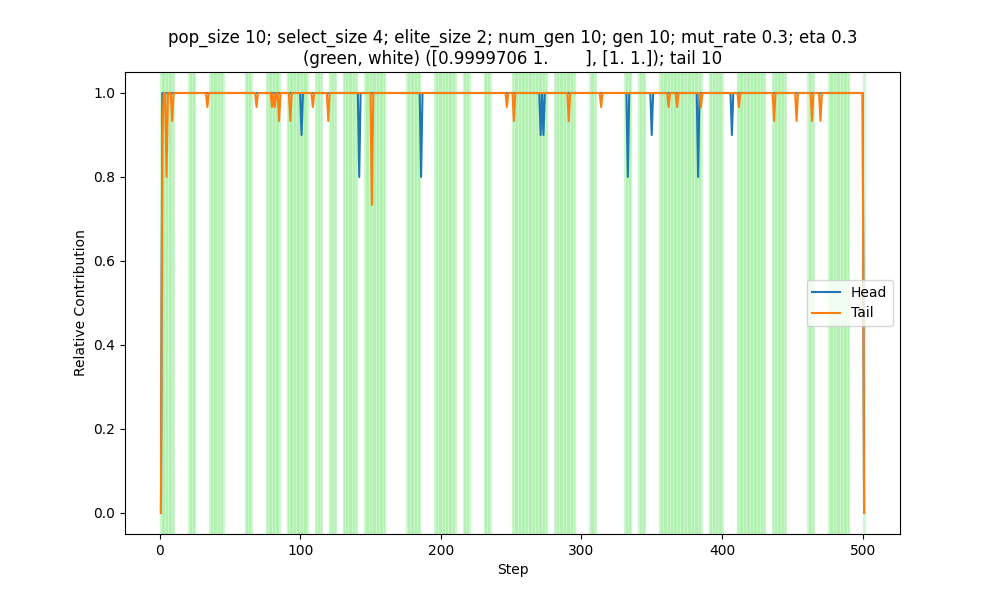 pop_size 10; select_size 4; elite_size 2; num_gen 10; gen 10; mut_rate 0.3; eta 0.3
(green, white) ([0.9999706 1.        ], [1. 1.]); tail 10
1.0
0.8
0.6
0.4
0.2
0.0
Relative Contribution
Head
Tail
0
100
200
300
400
500
Step